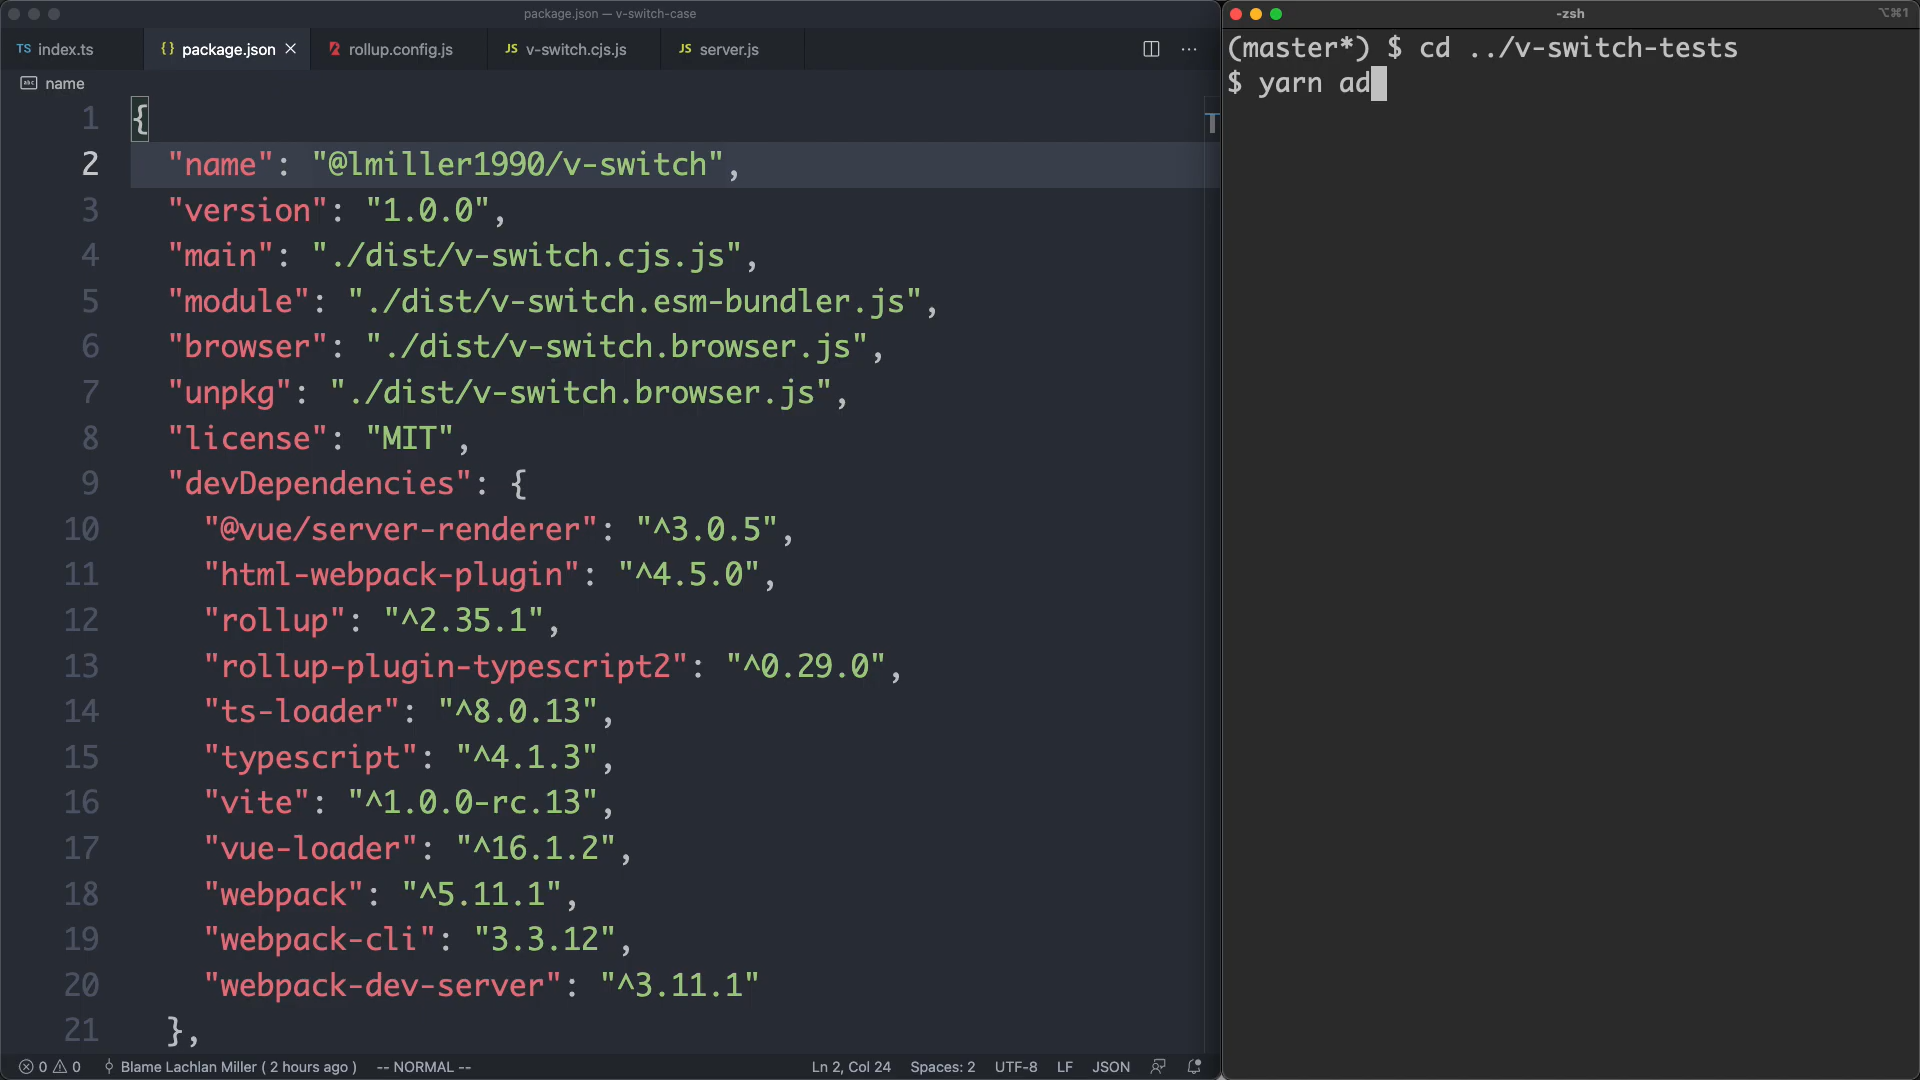 package.json — v-switch-case
TS index.ts
{} package.json ×
rollup.config.js
JS v-switch.cjs.js
JS server.js
...
abc name
1 {
2 "name": "@lmiller1990/v-switch",
3 "version": "1.0.0",
4 "main": "./dist/v-switch.cjs.js",
5 "module": "./dist/v-switch.esm-bundler.js",
6 "browser": "./dist/v-switch.browser.js",
7 "unpkg": "./dist/v-switch.browser.js",
8 "license": "MIT",
9 "devDependencies": {
10 "@vue/server-renderer": "^3.0.5",
11 "html-webpack-plugin": "^4.5.0",
12 "rollup": "^2.35.1",
13 "rollup-plugin-typescript2": "^0.29.0",
14 "ts-loader": "^8.0.13",
15 "typescript": "^4.1.3",
16 "vite": "^1.0.0-rc.13",
17 "vue-loader": "^16.1.2",
18 "webpack": "^5.11.1",
19 "webpack-cli": "3.3.12",
20 "webpack-dev-server": "^3.11.1"
21 },
0 0 Blame Lachlan Miller ( 2 hours ago ) -- NORMAL -- Ln 2, Col 24 Spaces: 2 UTF-8 LF JSON
-zsh
⌥⌘1
(master*) $ cd ../v-switch-tests
$ yarn ad